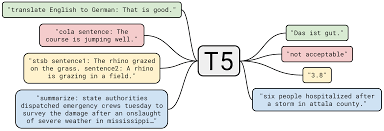 "translate English to German: That is good."
"cola sentence: The
course is jumping well."
"stsb sentence1: The rhino grazed
on the grass. sentence2: A rhino
is grazing in a field."
"summarize: state authorities
dispatched emergency crews tuesday to
survey the damage after an onslaught
of severe weather in mississippi…"
T5
"Das ist gut."
"not acceptable"
"3.8"
"six people hospitalized after
a storm in attala county."